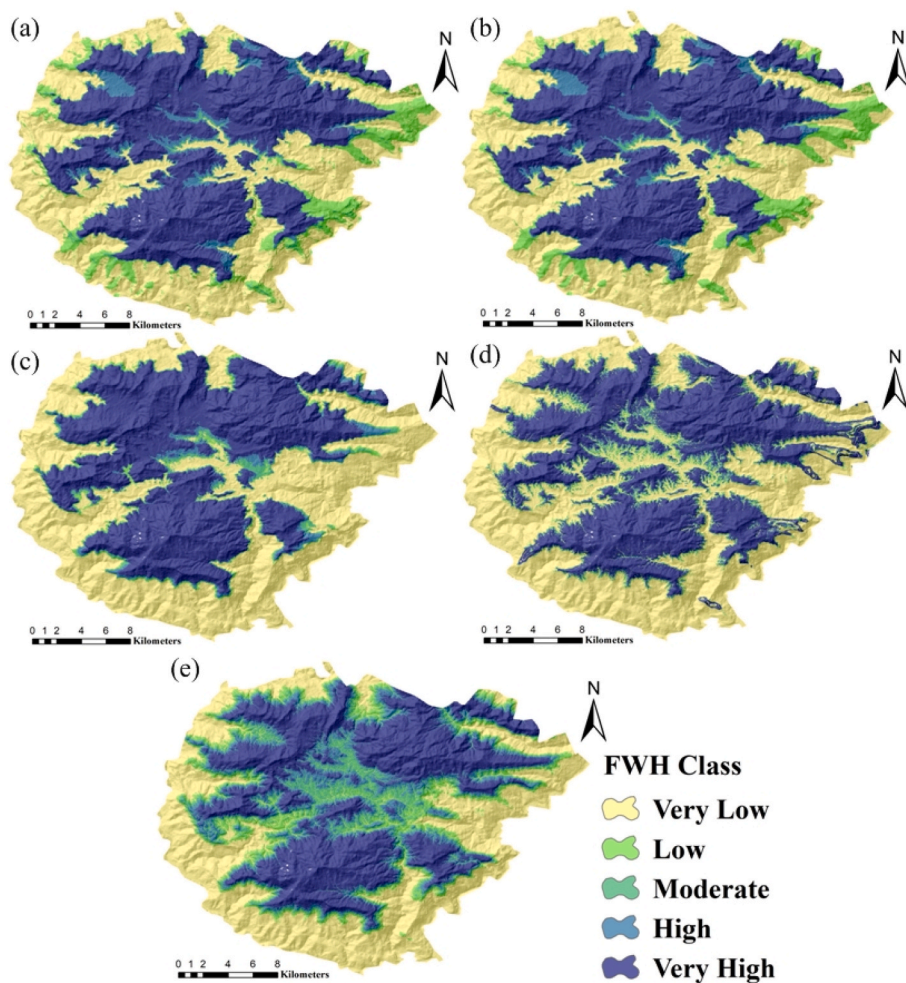 (a)
N
0 1 2 4 6 8
Kilometers
(b)
N
0 1 2 4 6 8
Kilometers
(c)
N
0 1 2 4 6 8
Kilometers
(d)
N
0 1 2 4 6 8
Kilometers
(e)
N
0 1 2 4 6 8
Kilometers
FWH Class
Very Low
Low
Moderate
High
Very High